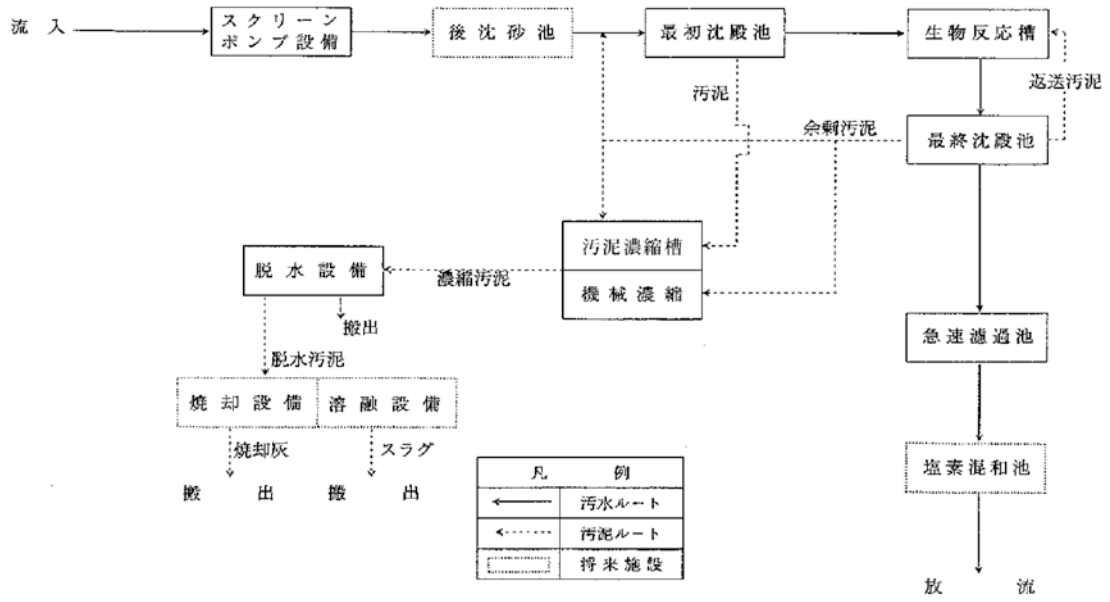 流入
スクリーン
ポンプ設備
後沈砂池
最初沈殿池
生物反応槽
汚泥
返送汚泥
余剰汚泥
最終沈殿池
汚泥濃縮槽
機械濃縮
濃縮汚泥
脱水設備
搬出
脱水汚泥
急速濾過池
焼却設備
溶融設備
焼却灰
スラグ
搬出
搬出
塩素混和池
凡例
汚水ルート
汚泥ルート
将来施設
放流